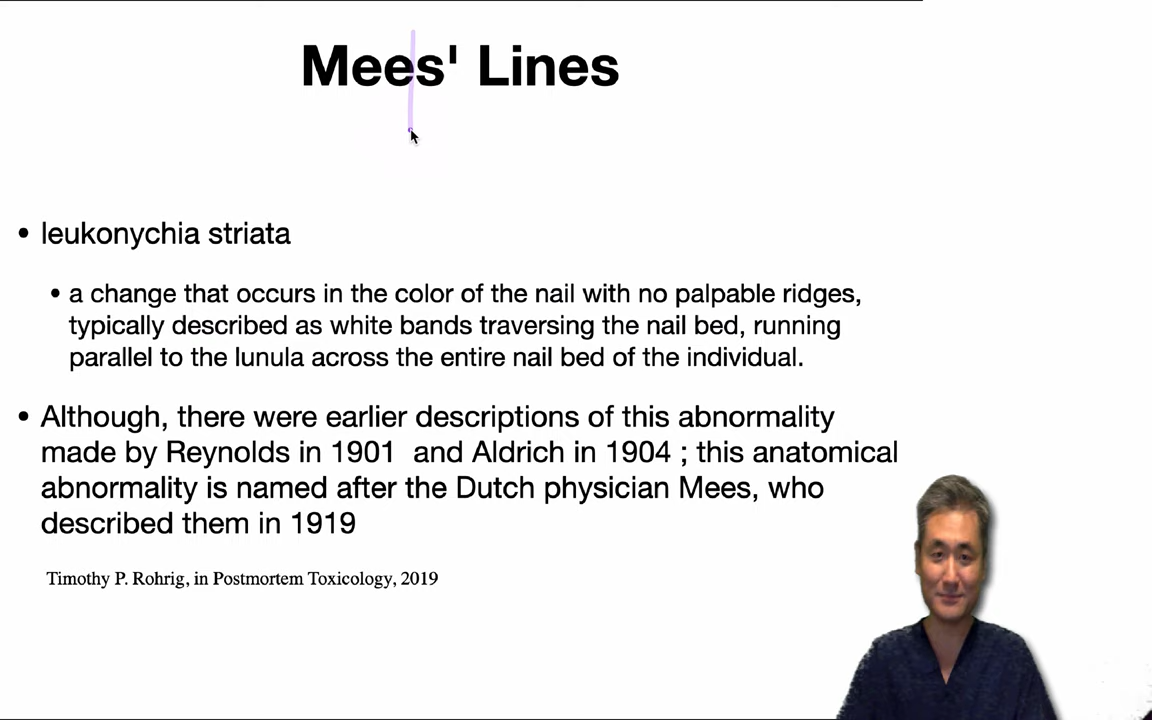 Mees' Lines
• leukonychia striata
• a change that occurs in the color of the nail with no palpable ridges,
typically described as white bands traversing the nail bed, running
parallel to the lunula across the entire nail bed of the individual.
• Although, there were earlier descriptions of this abnormality
made by Reynolds in 1901 and Aldrich in 1904 ; this anatomical
abnormality is named after the Dutch physician Mees, who
described them in 1919
Timothy P. Rohrig, in Postmortem Toxicology, 2019